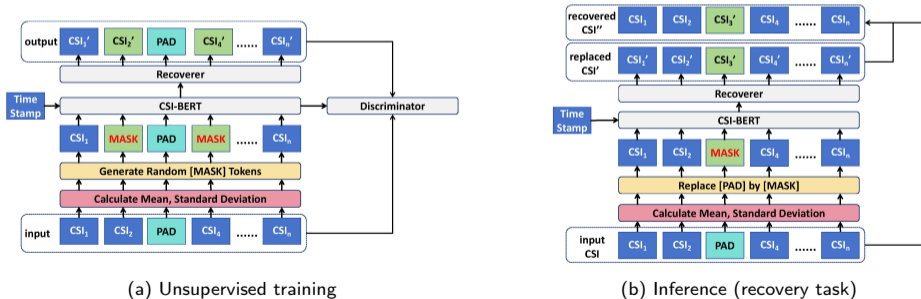 output CSI₁′ CSI₂′ PAD CSI₄′ ...... CSIₙ′
Recoverer
Time Stamp CSI-BERT Discriminator
CSI₁ MASK PAD MASK ...... CSIₙ
Generate Random [MASK] Tokens
Calculate Mean, Standard Deviation
input CSI₁ CSI₂ PAD CSI₄ ...... CSIₙ
(a) Unsupervised training
recovered CSI″ CSI₁ CSI₂ CSI₃′ CSI₄ ...... CSIₙ
replaced CSI′ CSI₁′ CSI₂′ CSI₃′ CSI₄′ ...... CSIₙ′
Recoverer
Time Stamp CSI-BERT
CSI₁ CSI₂ MASK CSI₄ ...... CSIₙ
Replace [PAD] by [MASK]
Calculate Mean, Standard Deviation
input CSI CSI₁ CSI₂ PAD CSI₄ ...... CSIₙ
(b) Inference (recovery task)